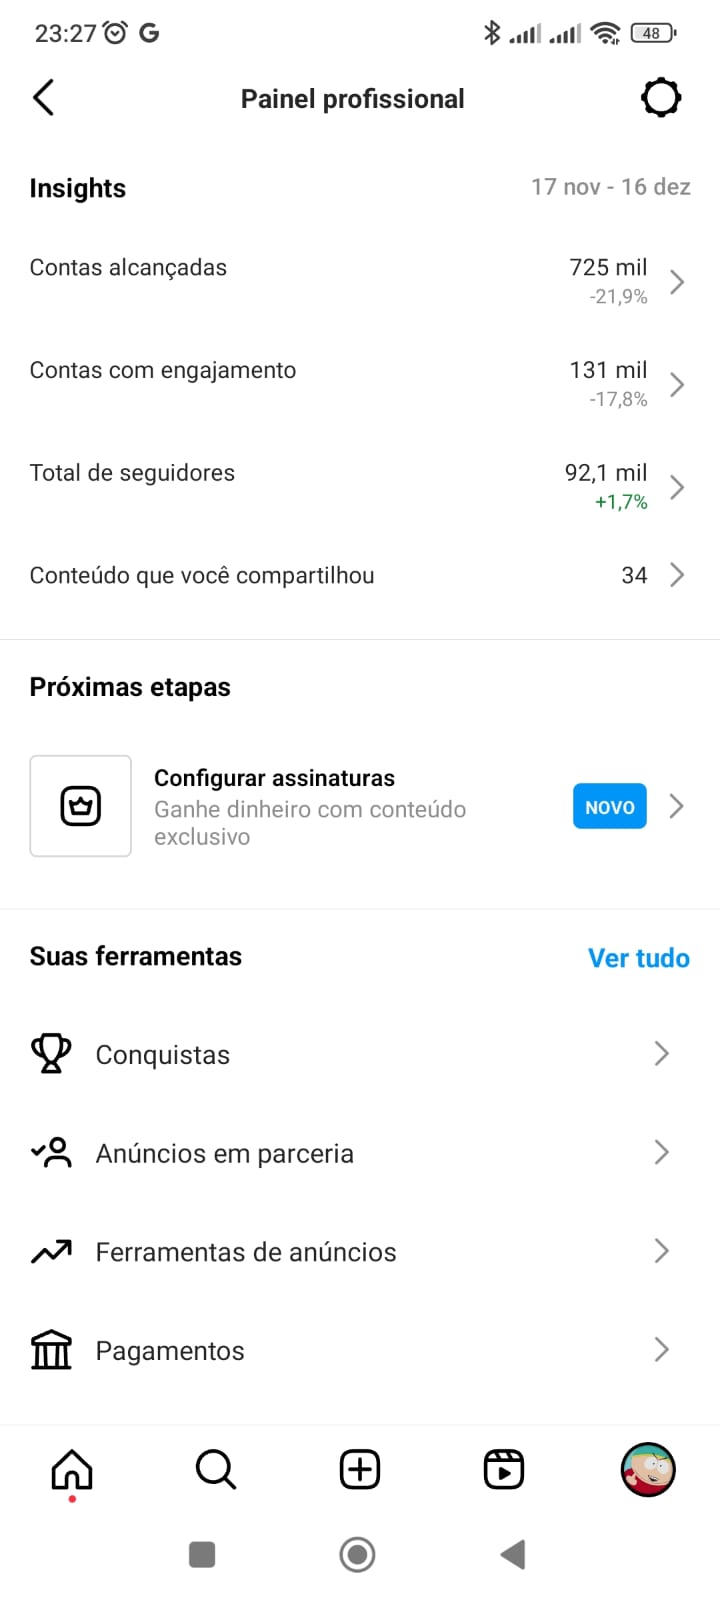 23:27 G 48
Painel profissional
Insights 17 nov - 16 dez
Contas alcançadas 725 mil
-21,9%
Contas com engajamento 131 mil
-17,8%
Total de seguidores 92,1 mil
+1,7%
Conteúdo que você compartilhou 34
Próximas etapas
Configurar assinaturas
Ganhe dinheiro com conteúdo NOVO
exclusivo
Suas ferramentas Ver tudo
Conquistas
Anúncios em parceria
Ferramentas de anúncios
Pagamentos